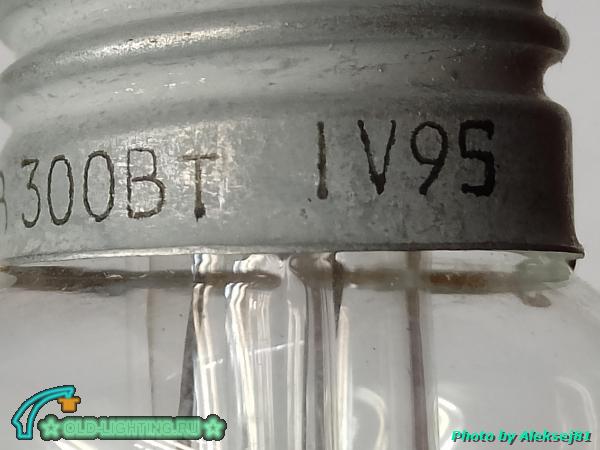 300Вт IV95
OLD-LIGHTING.RU
Photo by Aleksej81